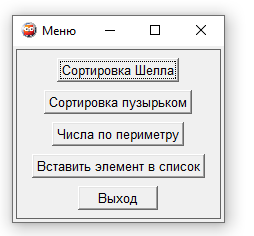 Меню
Сортировка Шелла
Сортировка пузырьком
Числа по периметру
Вставить элемент в список
Выход